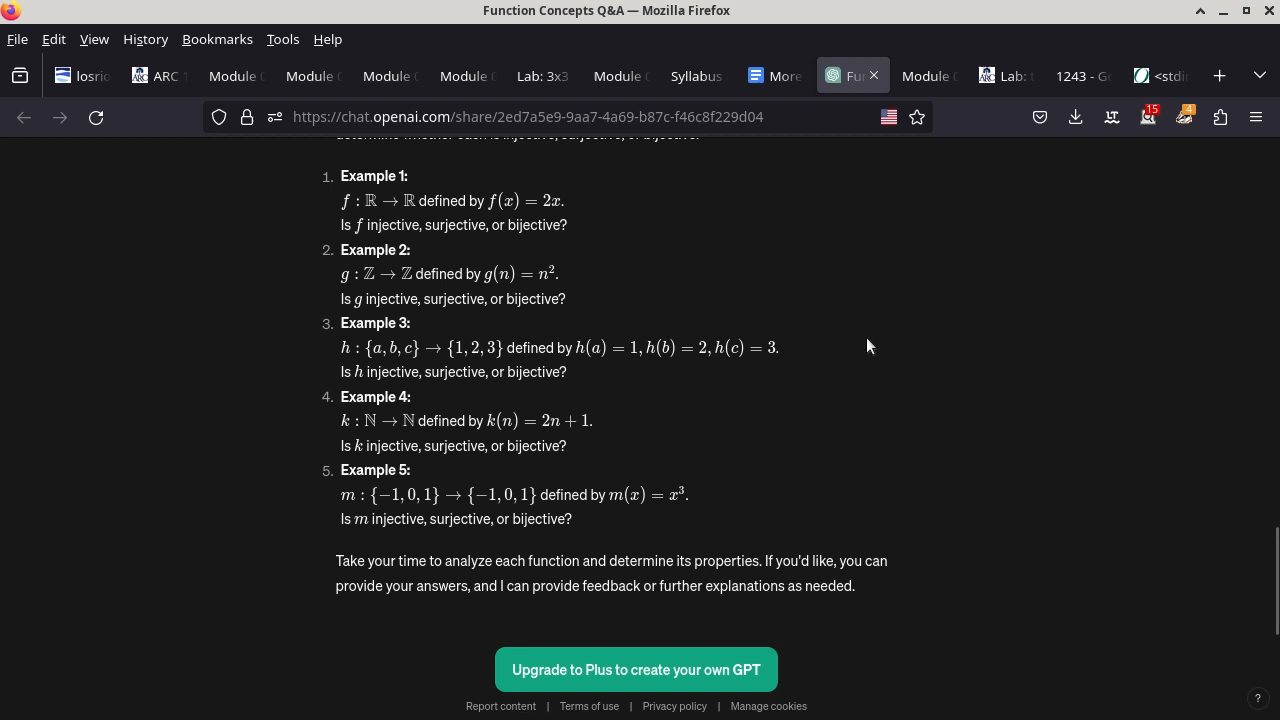 Function Concepts Q&A — Mozilla Firefox
File Edit View History Bookmarks Tools Help
losrio ARC Module Module Module Module Lab: 3x3 Module Syllabus More Fu Module Lab: 1243 - G <stdi
https://chat.openai.com/share/2ed7a5e9-9aa7-4a69-b87c-f46c8f229d04
15
4
1. Example 1:
f : ℝ → ℝ defined by f(x) = 2x.
Is f injective, surjective, or bijective?
2. Example 2:
g : ℤ → ℤ defined by g(n) = n².
Is g injective, surjective, or bijective?
3. Example 3:
h : {a, b, c} → {1, 2, 3} defined by h(a) = 1, h(b) = 2, h(c) = 3.
Is h injective, surjective, or bijective?
4. Example 4:
k : ℕ → ℕ defined by k(n) = 2n + 1.
Is k injective, surjective, or bijective?
5. Example 5:
m : {−1, 0, 1} → {−1, 0, 1} defined by m(x) = x³.
Is m injective, surjective, or bijective?
Take your time to analyze each function and determine its properties. If you'd like, you can
provide your answers, and I can provide feedback or further explanations as needed.
Upgrade to Plus to create your own GPT
Report content | Terms of use | Privacy policy | Manage cookies
?